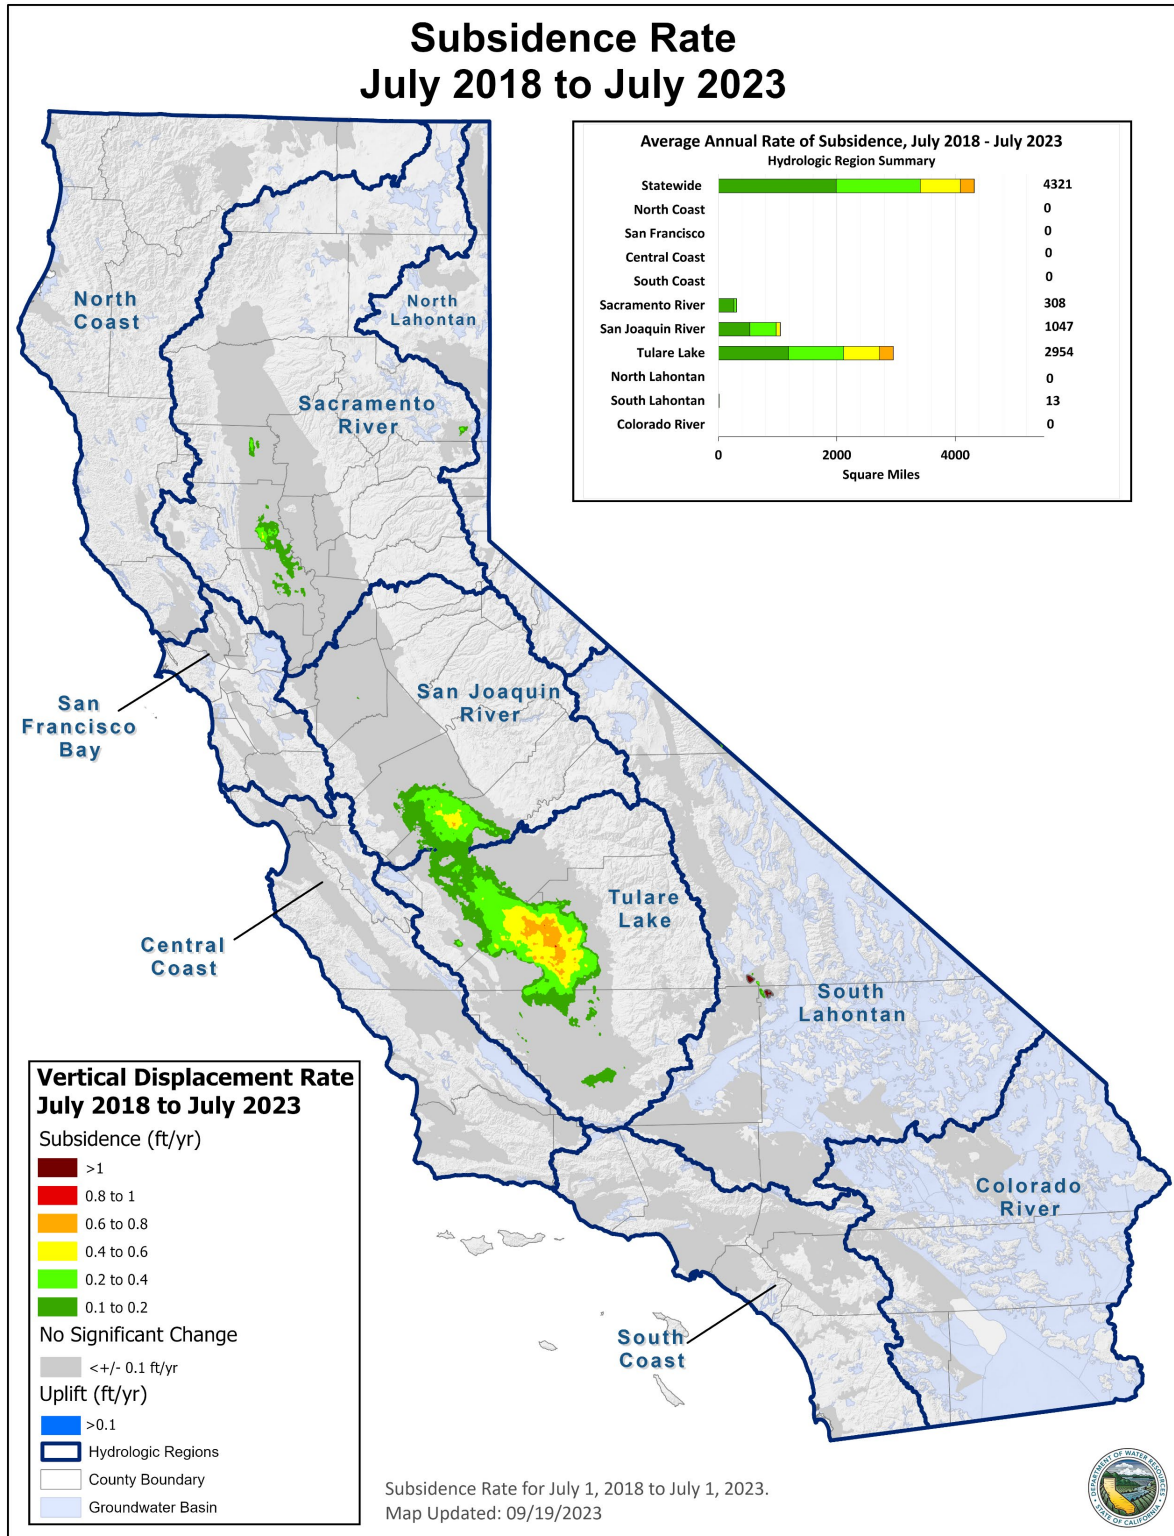 Subsidence Rate
July 2018 to July 2023
Average Annual Rate of Subsidence, July 2018 - July 2023
Hydrologic Region Summary
Statewide 4321
North Coast 0
San Francisco 0
Central Coast 0
South Coast 0
Sacramento River 308
San Joaquin River 1047
Tulare Lake 2954
North Lahontan 0
South Lahontan 13
Colorado River 0
0 2000 4000
Square Miles
North
Coast
North
Lahontan
Sacramento
River
San Joaquin
River
San
Francisco
Bay
Tulare
Lake
Central
Coast
South
Lahontan
Colorado
River
South
Coast
Vertical Displacement Rate
July 2018 to July 2023
Subsidence (ft/yr)
>1
0.8 to 1
0.6 to 0.8
0.4 to 0.6
0.2 to 0.4
0.1 to 0.2
No Significant Change
<+/- 0.1 ft/yr
Uplift (ft/yr)
>0.1
Hydrologic Regions
County Boundary
Groundwater Basin
Subsidence Rate for July 1, 2018 to July 1, 2023.
Map Updated: 09/19/2023
DEPARTMENT OF WATER RESOURCES
STATE OF CALIFORNIA